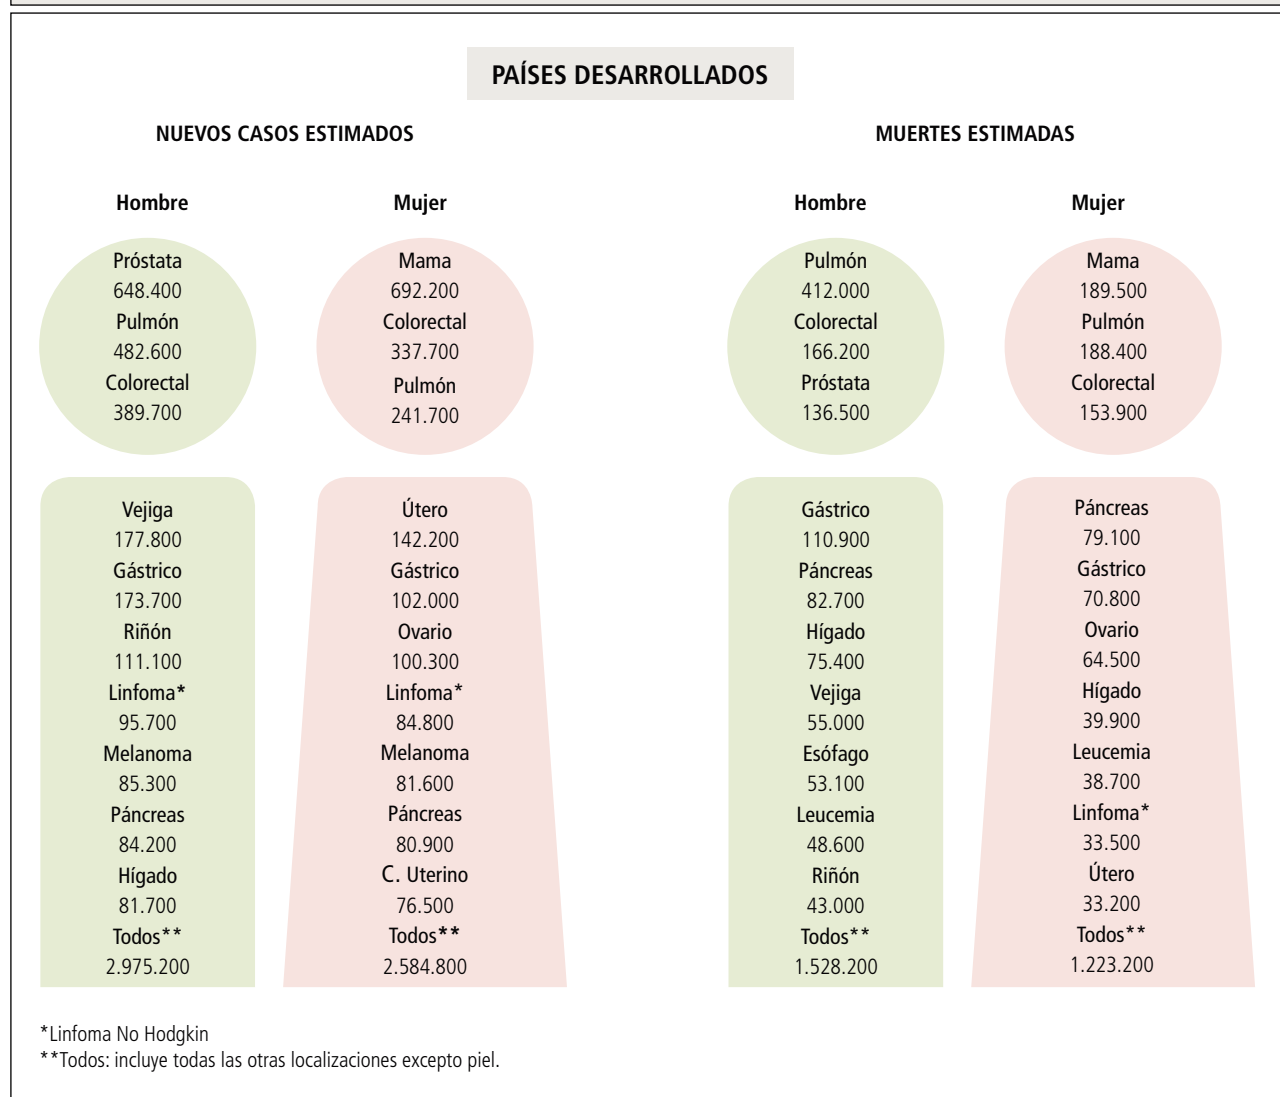 PAÍSES DESARROLLADOS
NUEVOS CASOS ESTIMADOS
Hombre
Próstata
648.400
Pulmón
482.600
Colorectal
389.700
Vejiga
177.800
Gástrico
173.700
Riñón
111.100
Linfoma*
95.700
Melanoma
85.300
Páncreas
84.200
Hígado
81.700
Todos**
2.975.200
Mujer
Mama
692.200
Colorectal
337.700
Pulmón
241.700
Útero
142.200
Gástrico
102.000
Ovario
100.300
Linfoma*
84.800
Melanoma
81.600
Páncreas
80.900
C. Uterino
76.500
Todos**
2.584.800
MUERTES ESTIMADAS
Hombre
Pulmón
412.000
Colorectal
166.200
Próstata
136.500
Gástrico
110.900
Páncreas
82.700
Hígado
75.400
Vejiga
55.000
Esófago
53.100
Leucemia
48.600
Riñón
43.000
Todos**
1.528.200
Mujer
Mama
189.500
Pulmón
188.400
Colorectal
153.900
Páncreas
79.100
Gástrico
70.800
Ovario
64.500
Hígado
39.900
Leucemia
38.700
Linfoma*
33.500
Útero
33.200
Todos**
1.223.200
*Linfoma No Hodgkin
**Todos: incluye todas las otras localizaciones excepto piel.